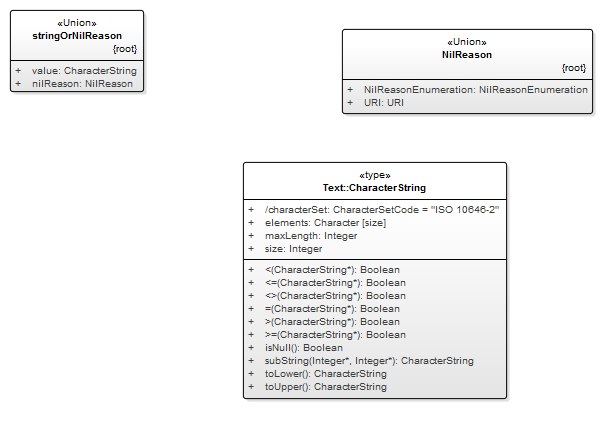 «Union»
stringOrNilReason
{root}
+ value: CharacterString
+ nilReason: NilReason
«Union»
NilReason
{root}
+ NilReasonEnumeration: NilReasonEnumeration
+ URI: URI
«type»
Text::CharacterString
+ /characterSet: CharacterSetCode = "ISO 10646-2"
+ elements: Character [size]
+ maxLength: Integer
+ size: Integer
+ <(CharacterString*): Boolean
+ <=(CharacterString*): Boolean
+ <>(CharacterString*): Boolean
+ =(CharacterString*): Boolean
+ >(CharacterString*): Boolean
+ >=(CharacterString*): Boolean
+ isNull(): Boolean
+ subString(Integer*, Integer*): CharacterString
+ toLower(): CharacterString
+ toUpper(): CharacterString